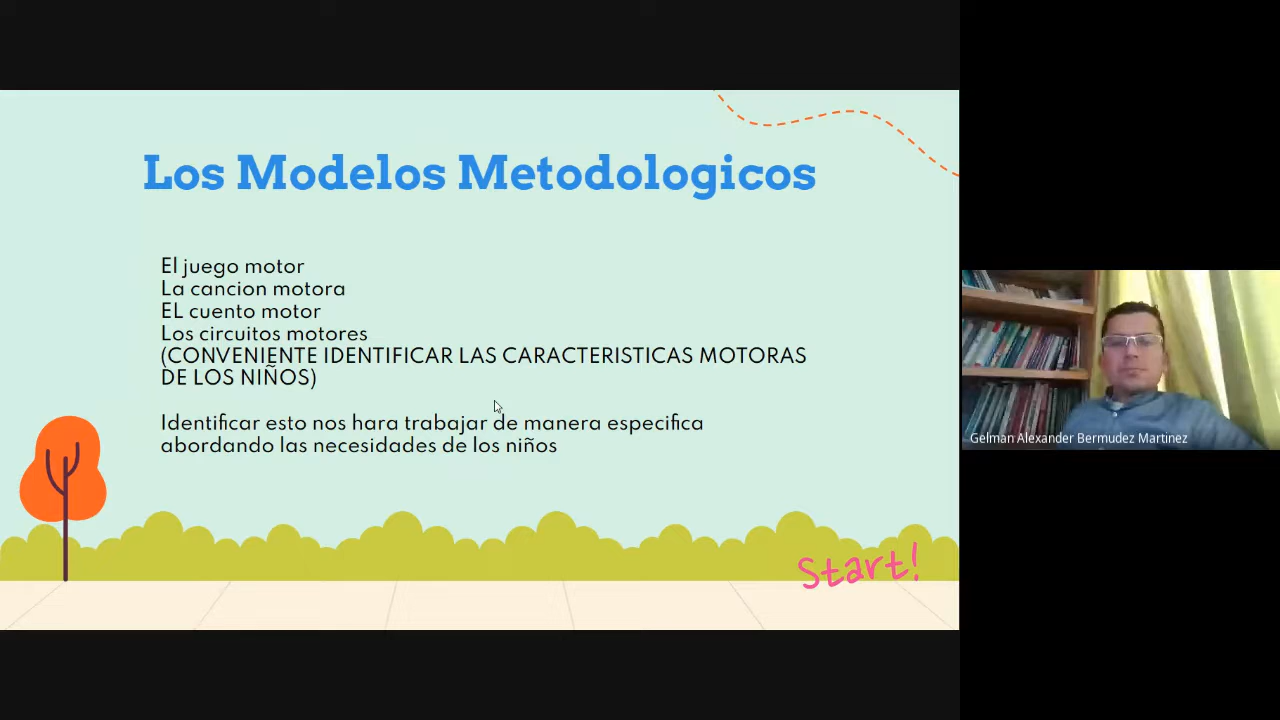 Los Modelos Metodologicos
El juego motor
La cancion motora
EL cuento motor
Los circuitos motores
(CONVENIENTE IDENTIFICAR LAS CARACTERISTICAS MOTORAS
DE LOS NIÑOS)
Identificar esto nos hara trabajar de manera especifica
abordando las necesidades de los niños
Start!
Gelman Alexander Bermudez Martinez